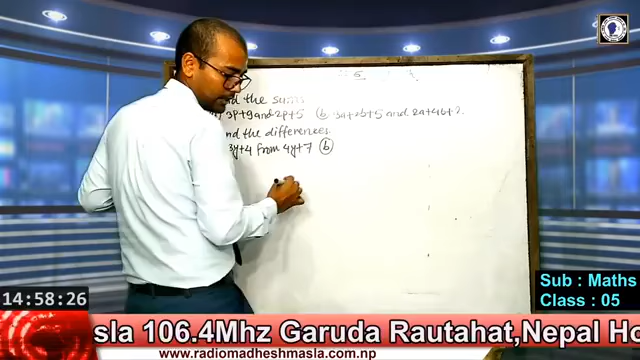 nd the sums
3p+9 and 2p+5 (b) 3a+2b+5 and 2a+4b+2.
nd the differences.
3y+4 from 4y+7 (b)
Sub : Maths
Class : 05
14:58:26
sla 106.4Mhz Garuda Rautahat,Nepal Ho
www.radiomadheshmasla.com.np